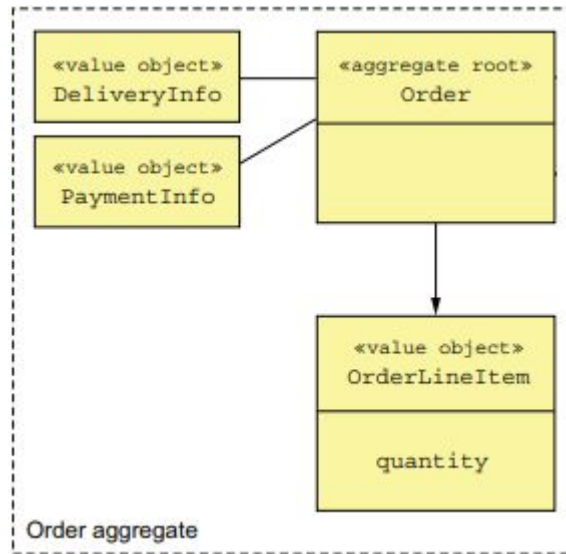 «value object»
DeliveryInfo
«aggregate root»
Order
«value object»
PaymentInfo
«value object»
OrderLineItem
quantity
Order aggregate